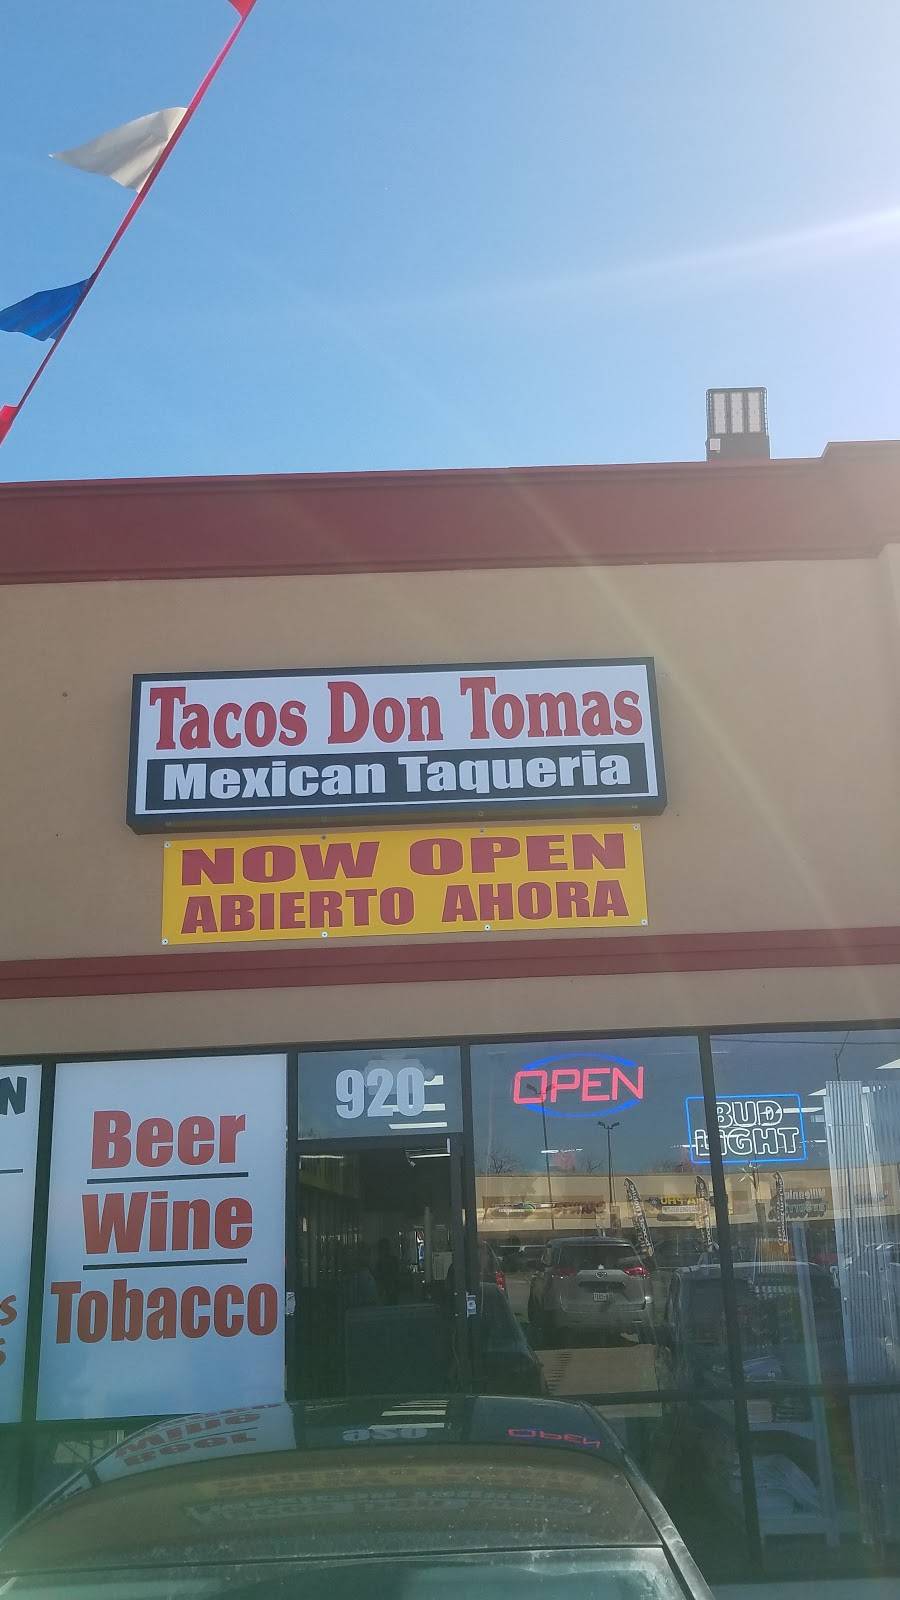 Tacos Don Tomas
Mexican Taqueria
NOW OPEN
ABIERTO AHORA
920
OPEN
BUD
LIGHT
Beer
Wine
Tobacco